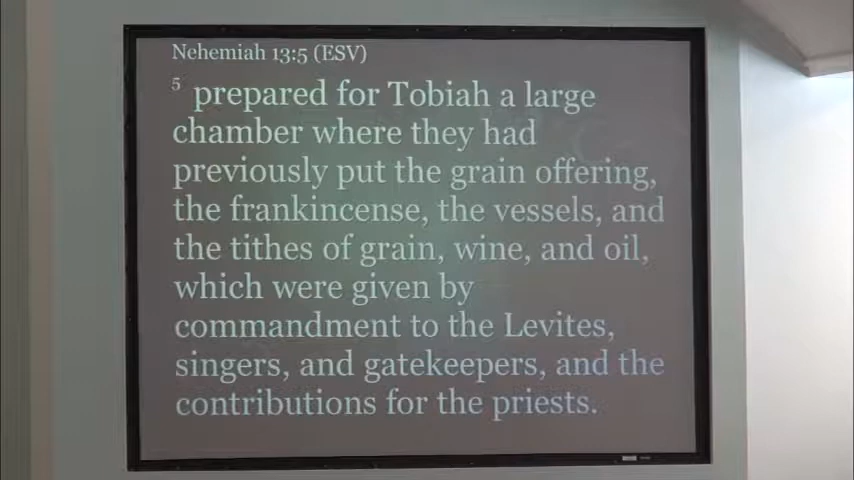 Nehemiah 13:5 (ESV)
5 prepared for Tobiah a large
chamber where they had
previously put the grain offering,
the frankincense, the vessels, and
the tithes of grain, wine, and oil,
which were given by
commandment to the Levites,
singers, and gatekeepers, and the
contributions for the priests.